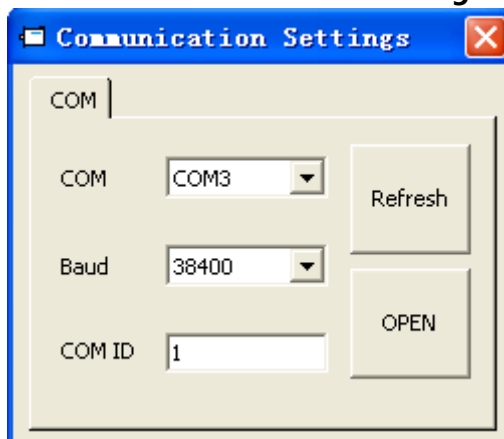 Communication Settings
COM
COM COM3
Refresh
Baud 38400
OPEN
COM ID 1